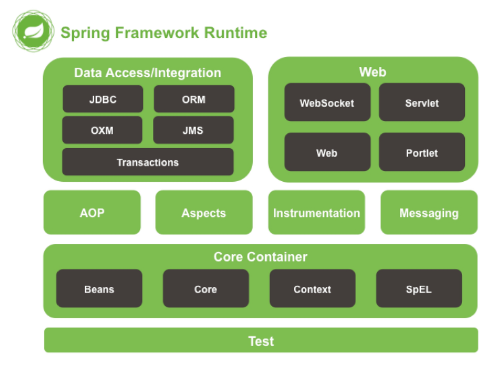 Spring Framework Runtime
Data Access/Integration
JDBC
ORM
OXM
JMS
Transactions
Web
WebSocket
Servlet
Web
Portlet
AOP
Aspects
Instrumentation
Messaging
Core Container
Beans
Core
Context
SpEL
Test